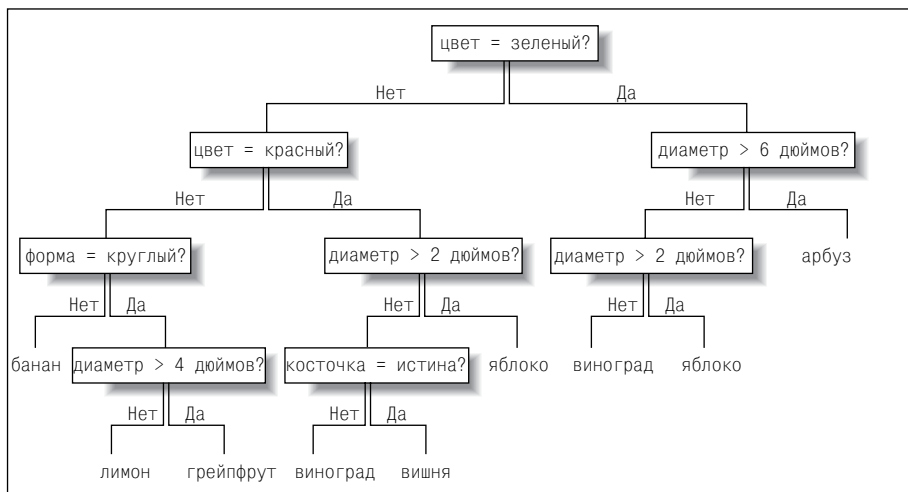 цвет = зеленый?
Нет Да
цвет = красный? диаметр > 6 дюймов?
Нет Да Нет Да
форма = круглый? диаметр > 2 дюймов? диаметр > 2 дюймов? арбуз
Нет Да Нет Да Нет Да
банан диаметр > 4 дюймов? косточка = истина? яблоко виноград яблоко
Нет Да Нет Да
лимон грейпфрут виноград вишня